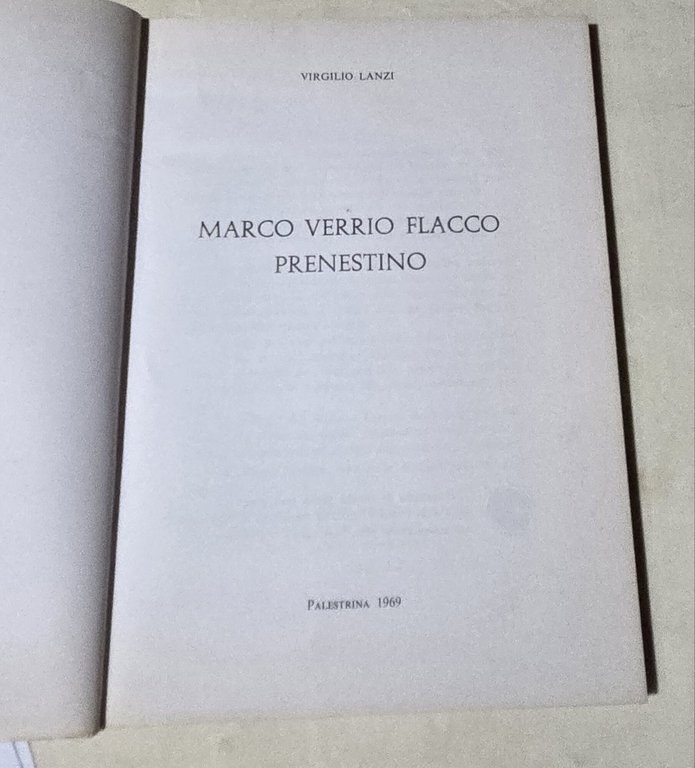 VIRGILIO LANZI
MARCO VERRIO FLACCO
PRENESTINO
PALESTRINA 1969